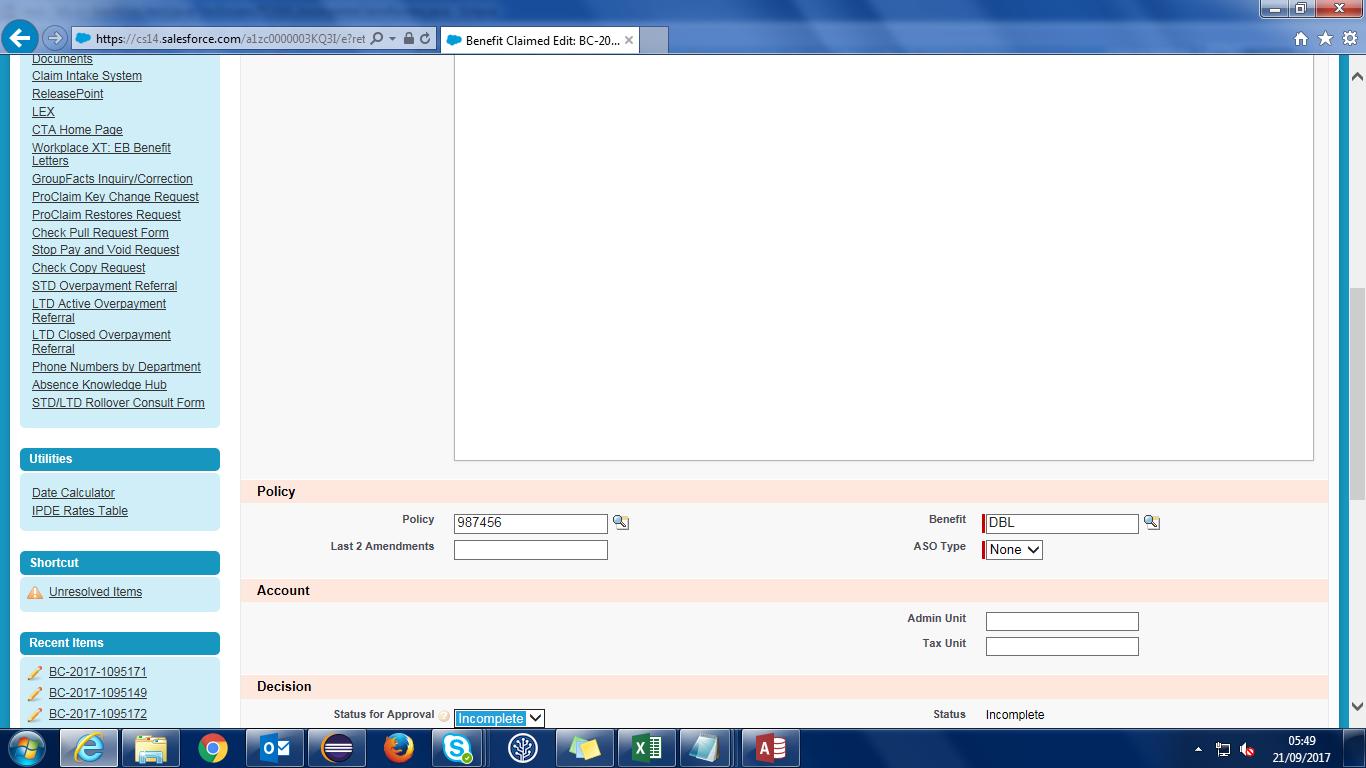 https://cs14.salesforce.com/a1zc0000003KQ3I/e?ret
Benefit Claimed Edit: BC-20...
Documents
Claim Intake System
ReleasePoint
LEX
CTA Home Page
Workplace XT: EB Benefit
Letters
GroupFacts Inquiry/Correction
ProClaim Key Change Request
ProClaim Restores Request
Check Pull Request Form
Stop Pay and Void Request
Check Copy Request
STD Overpayment Referral
LTD Active Overpayment
Referral
LTD Closed Overpayment
Referral
Phone Numbers by Department
Absence Knowledge Hub
STD/LTD Rollover Consult Form
Utilities
Date Calculator
IPDE Rates Table
Shortcut
Unresolved Items
Recent Items
BC-2017-1095171
BC-2017-1095149
BC-2017-1095172
Policy
Policy 987456 Benefit DBL
Last 2 Amendments ASO Type None
Account
Admin Unit
Tax Unit
Decision
Status for Approval Incomplete Status Incomplete
05:49
21/09/2017